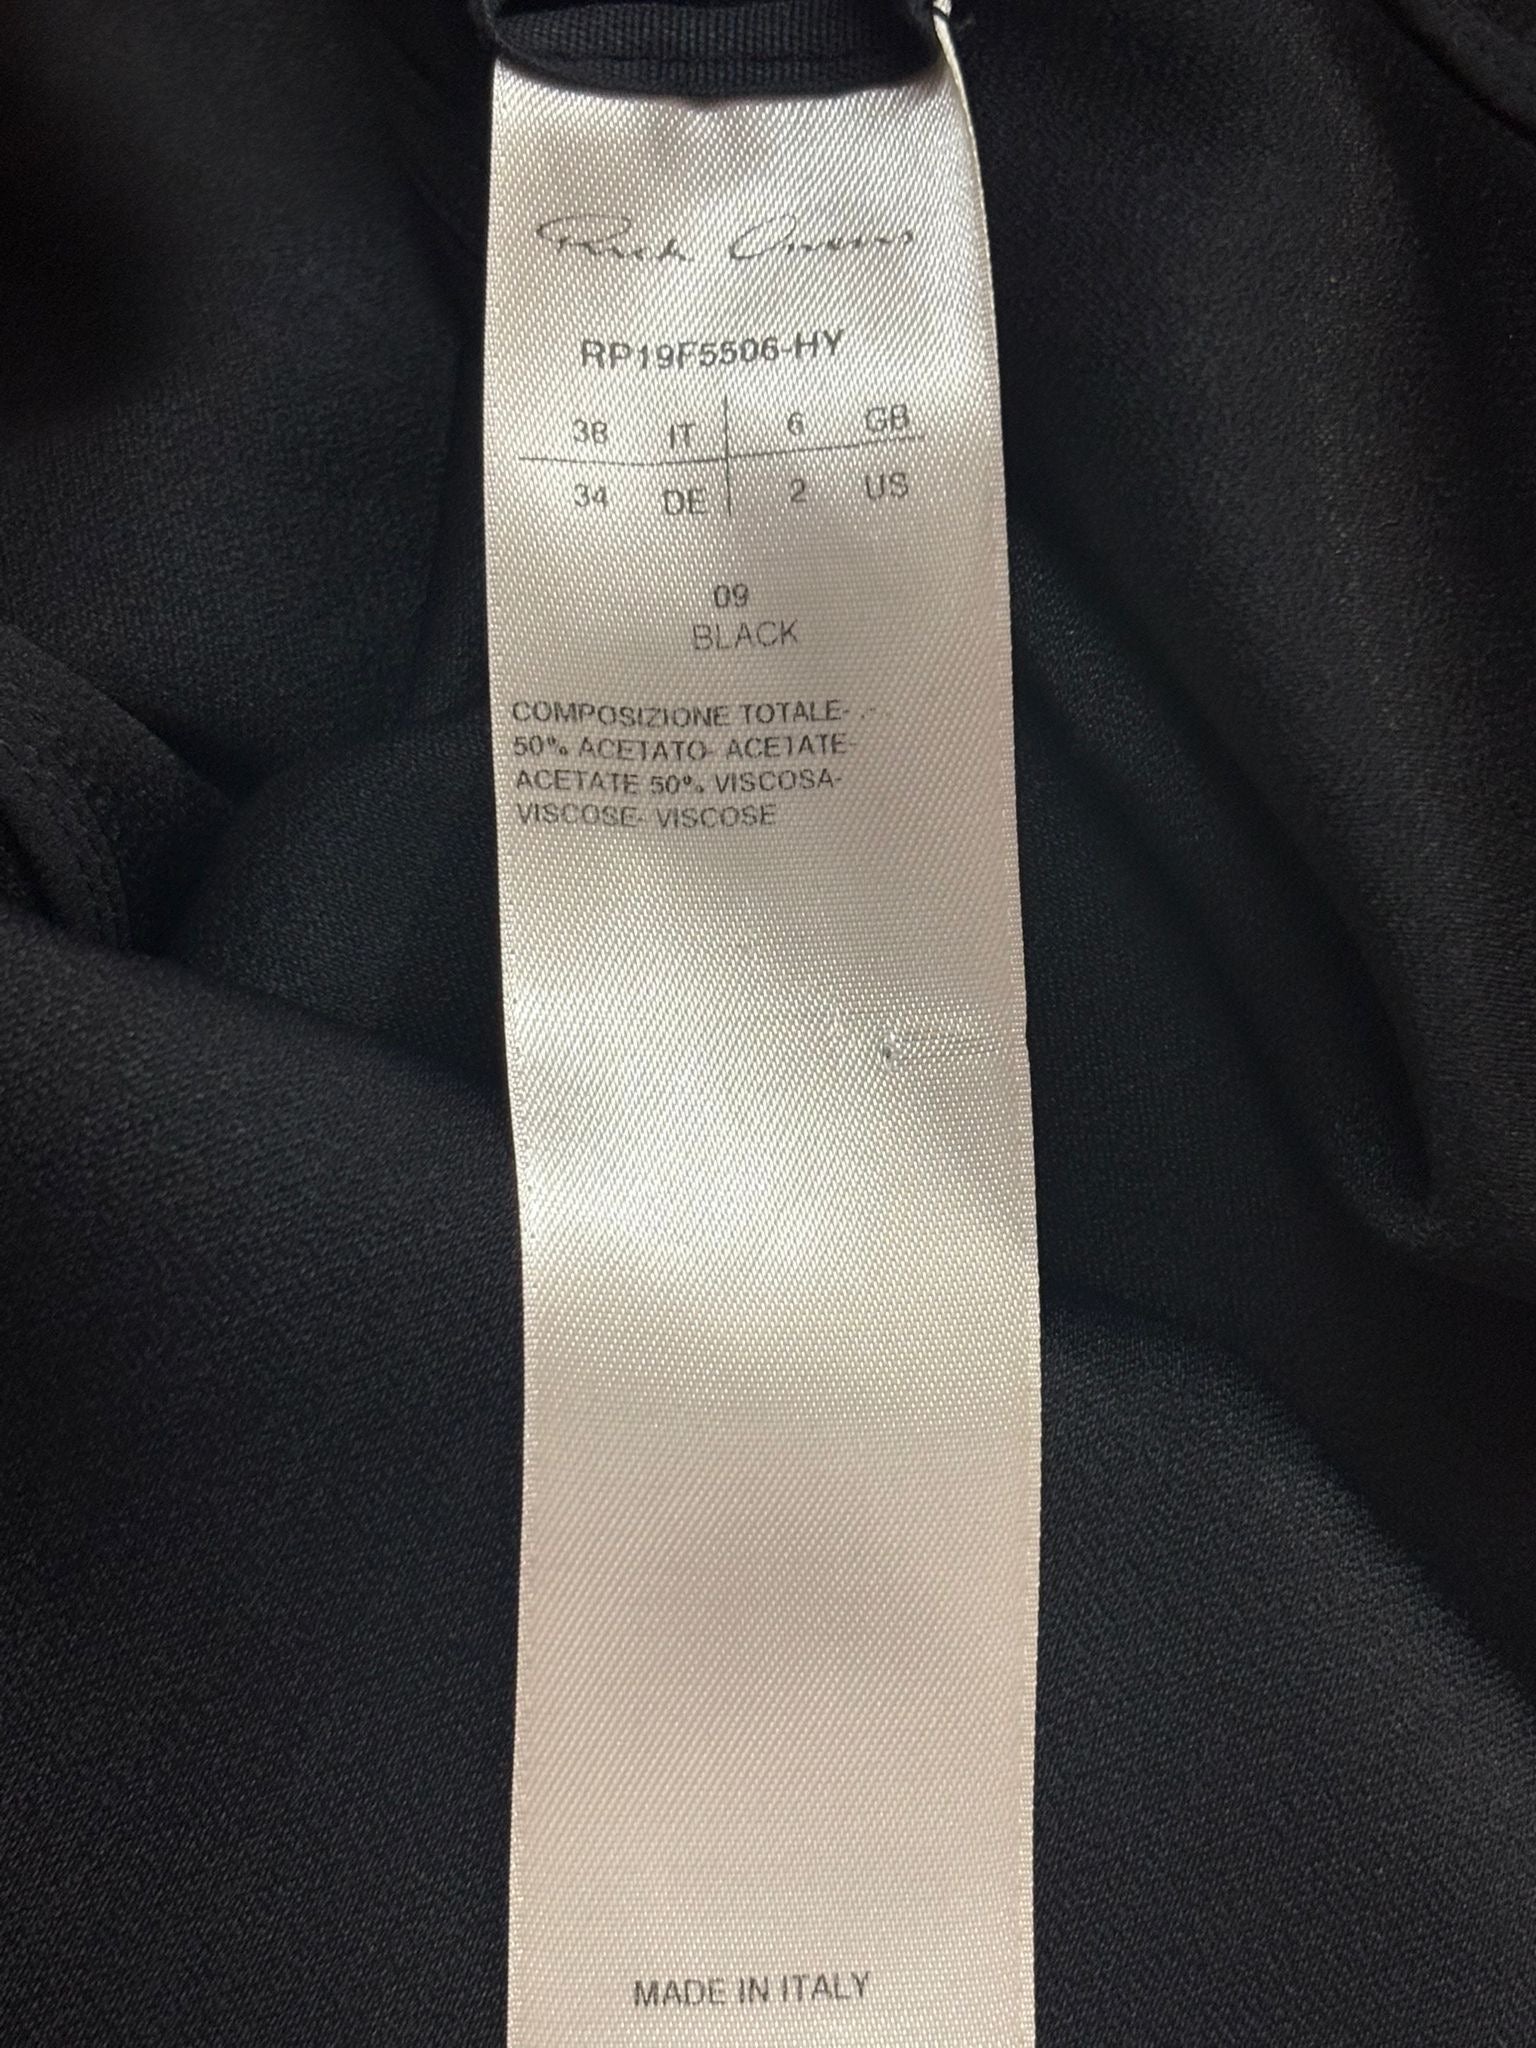 Rick Owens
RP19F5506-HY
38 IT 6 GB
34 DE 2 US
09
BLACK
COMPOSIZIONE TOTALE- -
50% ACETATO- ACETATE-
ACETATE 50% VISCOSA-
VISCOSE- VISCOSE
MADE IN ITALY